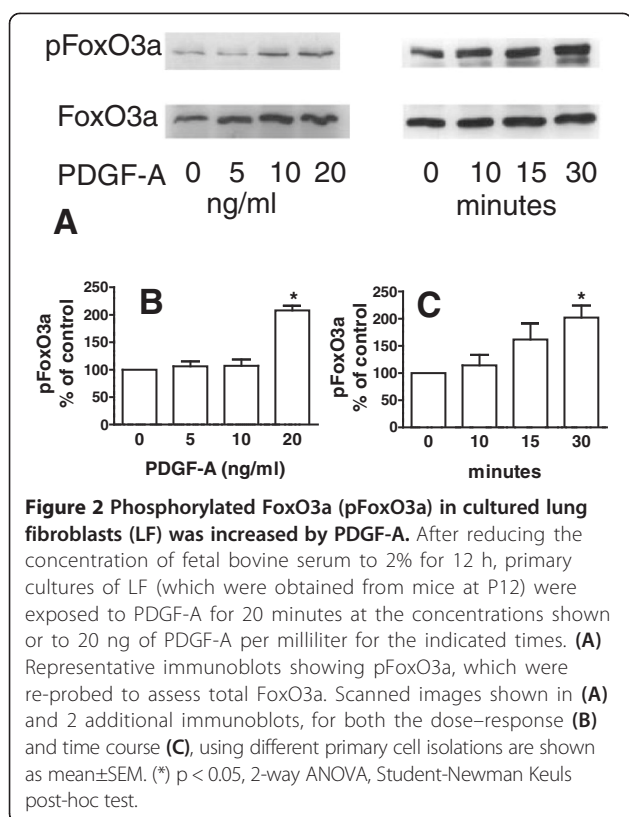 pFoxO3a
FoxO3a
PDGF-A 0 5 10 20 0 10 15 30
ng/ml minutes
A
B
pFoxO3a
% of control
250
200
150
100
50
0
*
0 5 10 20
PDGF-A (ng/ml)
C
pFoxO3a
% of control
250
200
150
100
50
0
*
0 10 15 30
minutes
Figure 2 Phosphorylated FoxO3a (pFoxO3a) in cultured lung
fibroblasts (LF) was increased by PDGF-A. After reducing the
concentration of fetal bovine serum to 2% for 12 h, primary
cultures of LF (which were obtained from mice at P12) were
exposed to PDGF-A for 20 minutes at the concentrations shown
or to 20 ng of PDGF-A per milliliter for the indicated times. (A)
Representative immunoblots showing pFoxO3a, which were
re-probed to assess total FoxO3a. Scanned images shown in (A)
and 2 additional immunoblots, for both the dose–response (B)
and time course (C), using different primary cell isolations are shown
as mean±SEM. (*) p < 0.05, 2-way ANOVA, Student-Newman Keuls
post-hoc test.